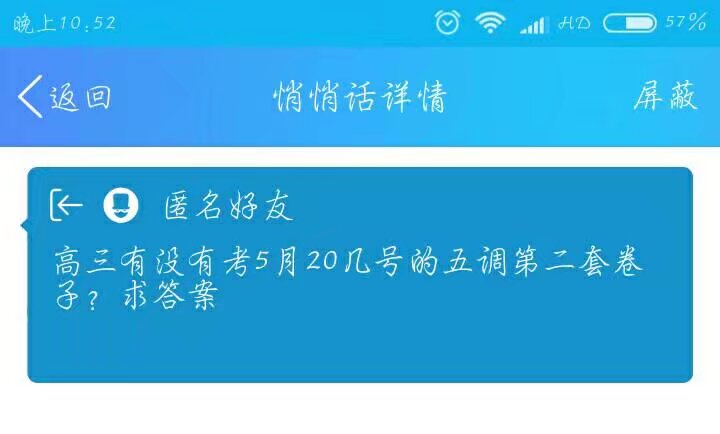 晚上10:52 HD 57%
返回 悄悄话详情 屏蔽
匿名好友
高三有没有考5月20几号的五调第二套卷
子？求答案